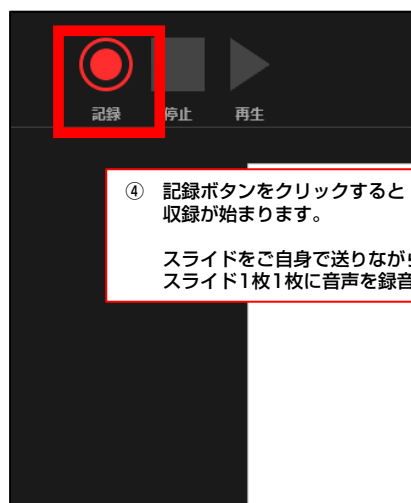 記録 停止 再生
④ 記録ボタンをクリックすると
収録が始まります。
スライドをご自身で送りなが
スライド1枚1枚に音声を録音